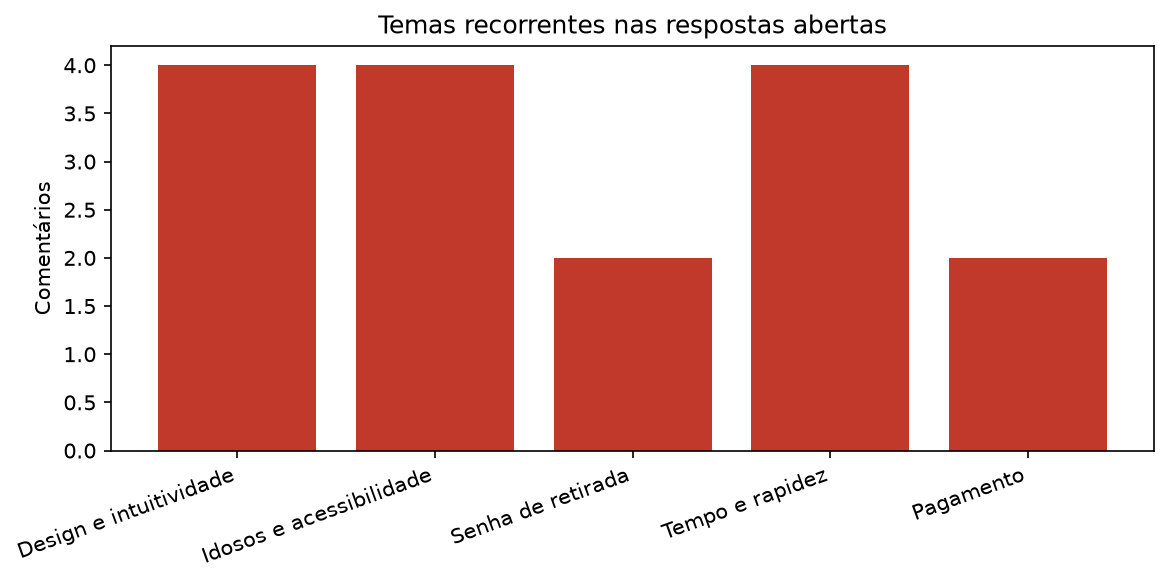 Temas recorrentes nas respostas abertas
Comentários
4.0
3.5
3.0
2.5
2.0
1.5
1.0
0.5
0.0
Design e intuitividade
Idosos e acessibilidade
Senha de retirada
Tempo e rapidez
Pagamento